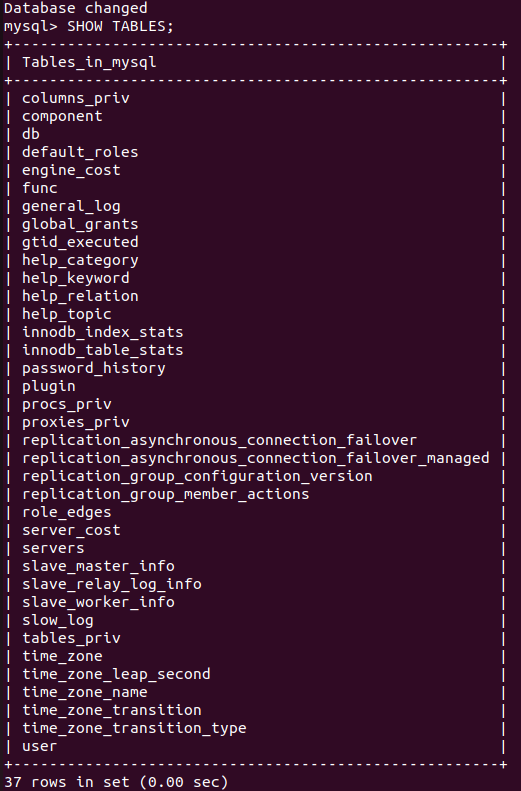 Database changed
mysql> SHOW TABLES;
+------------------------------------------------------+
| Tables_in_mysql                                      |
+------------------------------------------------------+
| columns_priv                                         |
| component                                            |
| db                                                   |
| default_roles                                        |
| engine_cost                                          |
| func                                                 |
| general_log                                          |
| global_grants                                        |
| gtid_executed                                        |
| help_category                                        |
| help_keyword                                         |
| help_relation                                        |
| help_topic                                           |
| innodb_index_stats                                   |
| innodb_table_stats                                   |
| password_history                                     |
| plugin                                               |
| procs_priv                                           |
| proxies_priv                                         |
| replication_asynchronous_connection_failover         |
| replication_asynchronous_connection_failover_managed |
| replication_group_configuration_version              |
| replication_group_member_actions                     |
| role_edges                                           |
| server_cost                                          |
| servers                                              |
| slave_master_info                                    |
| slave_relay_log_info                                 |
| slave_worker_info                                    |
| slow_log                                             |
| tables_priv                                          |
| time_zone                                            |
| time_zone_leap_second                                |
| time_zone_name                                       |
| time_zone_transition                                 |
| time_zone_transition_type                            |
| user                                                 |
+------------------------------------------------------+
37 rows in set (0.00 sec)